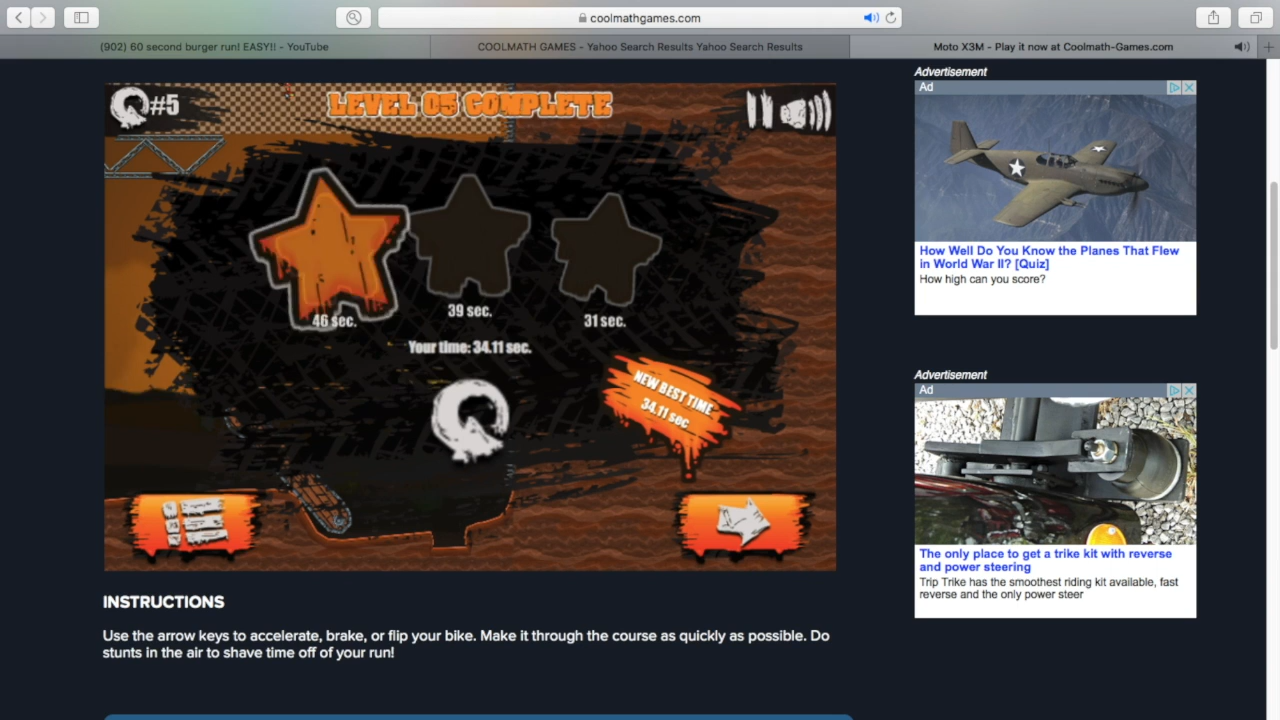 coolmathgames.com
(902) 60 second burger run! EASY!! - YouTube
COOLMATH GAMES - Yahoo Search Results Yahoo Search Results
Moto X3M - Play it now at Coolmath-Games.com
#5
LEVEL 05 COMPLETE
46 sec.
39 sec.
31 sec.
Your time: 34.11 sec.
NEW BEST TIME
34.11 sec
INSTRUCTIONS
Use the arrow keys to accelerate, brake, or flip your bike. Make it through the course as quickly as possible. Do
stunts in the air to shave time off of your run!
Advertisement
Ad
How Well Do You Know the Planes That Flew
in World War II? [Quiz]
How high can you score?
Advertisement
Ad
The only place to get a trike kit with reverse
and power steering
Trip Trike has the smoothest riding kit available, fast
reverse and the only power steer